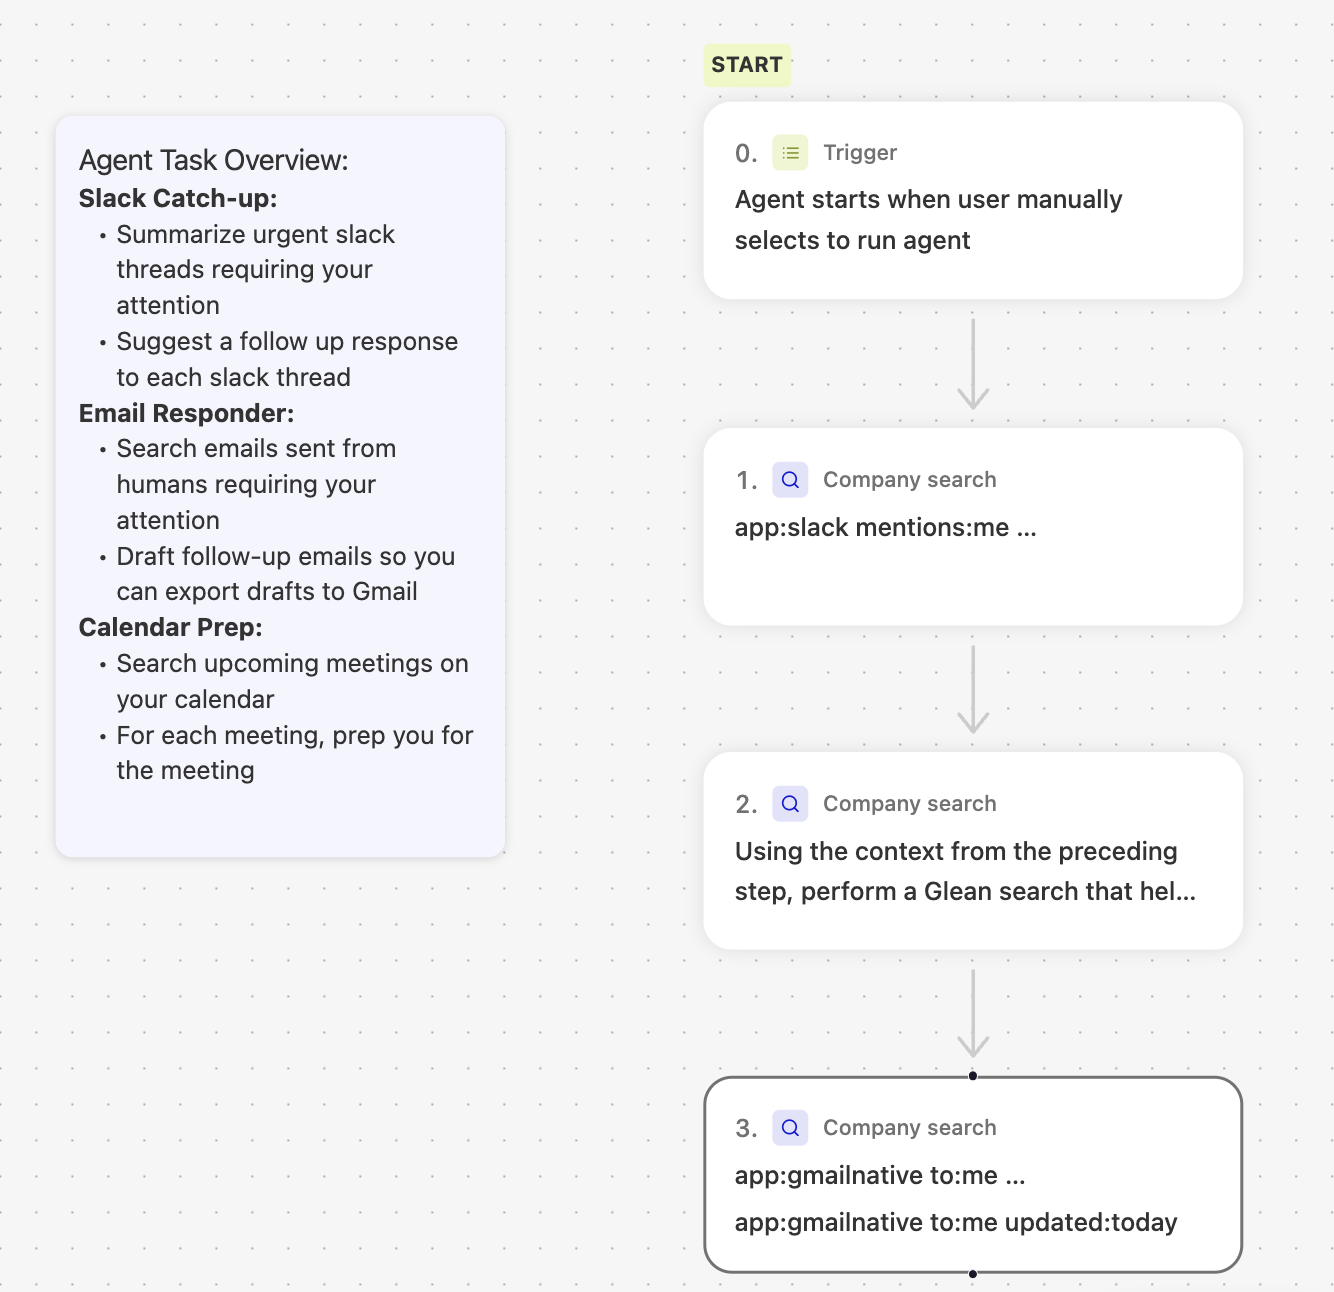 Agent Task Overview:
Slack Catch-up:
• Summarize urgent slack
threads requiring your
attention
• Suggest a follow up response
to each slack thread
Email Responder:
• Search emails sent from
humans requiring your
attention
• Draft follow-up emails so you
can export drafts to Gmail
Calendar Prep:
• Search upcoming meetings on
your calendar
• For each meeting, prep you for
the meeting
START
0. Trigger
Agent starts when user manually
selects to run agent
1. Company search
app:slack mentions:me ...
2. Company search
Using the context from the preceding
step, perform a Glean search that hel...
3. Company search
app:gmailnative to:me ...
app:gmailnative to:me updated:today